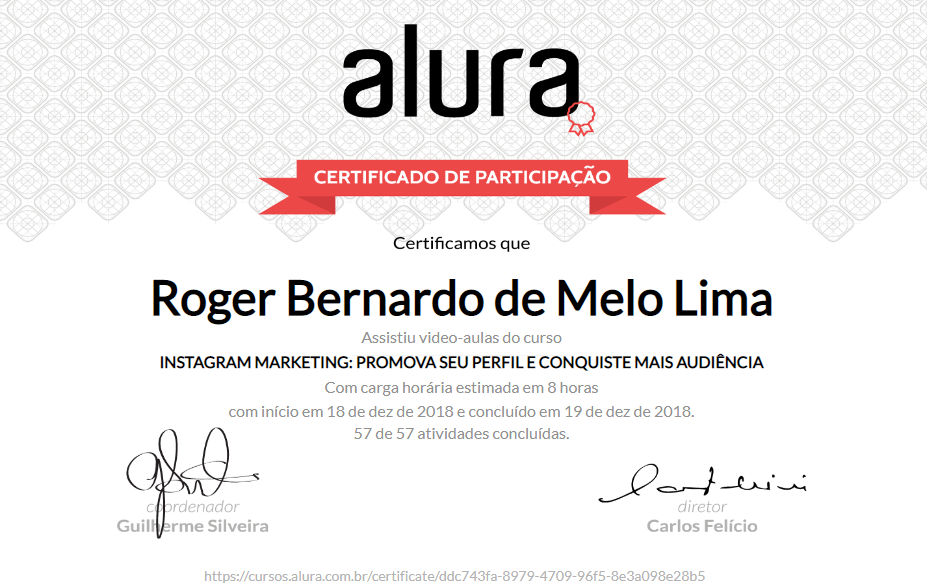 alura
CERTIFICADO DE PARTICIPAÇÃO
Certificamos que
Roger Bernardo de Melo Lima
Assistiu video-aulas do curso
INSTAGRAM MARKETING: PROMOVA SEU PERFIL E CONQUISTE MAIS AUDIÊNCIA
Com carga horária estimada em 8 horas
com início em 18 de dez de 2018 e concluído em 19 de dez de 2018.
57 de 57 atividades concluídas.
coordenador
Guilherme Silveira
diretor
Carlos Felício
https://cursos.alura.com.br/certificate/ddc743fa-8979-4709-96f5-8e3a098e28b5